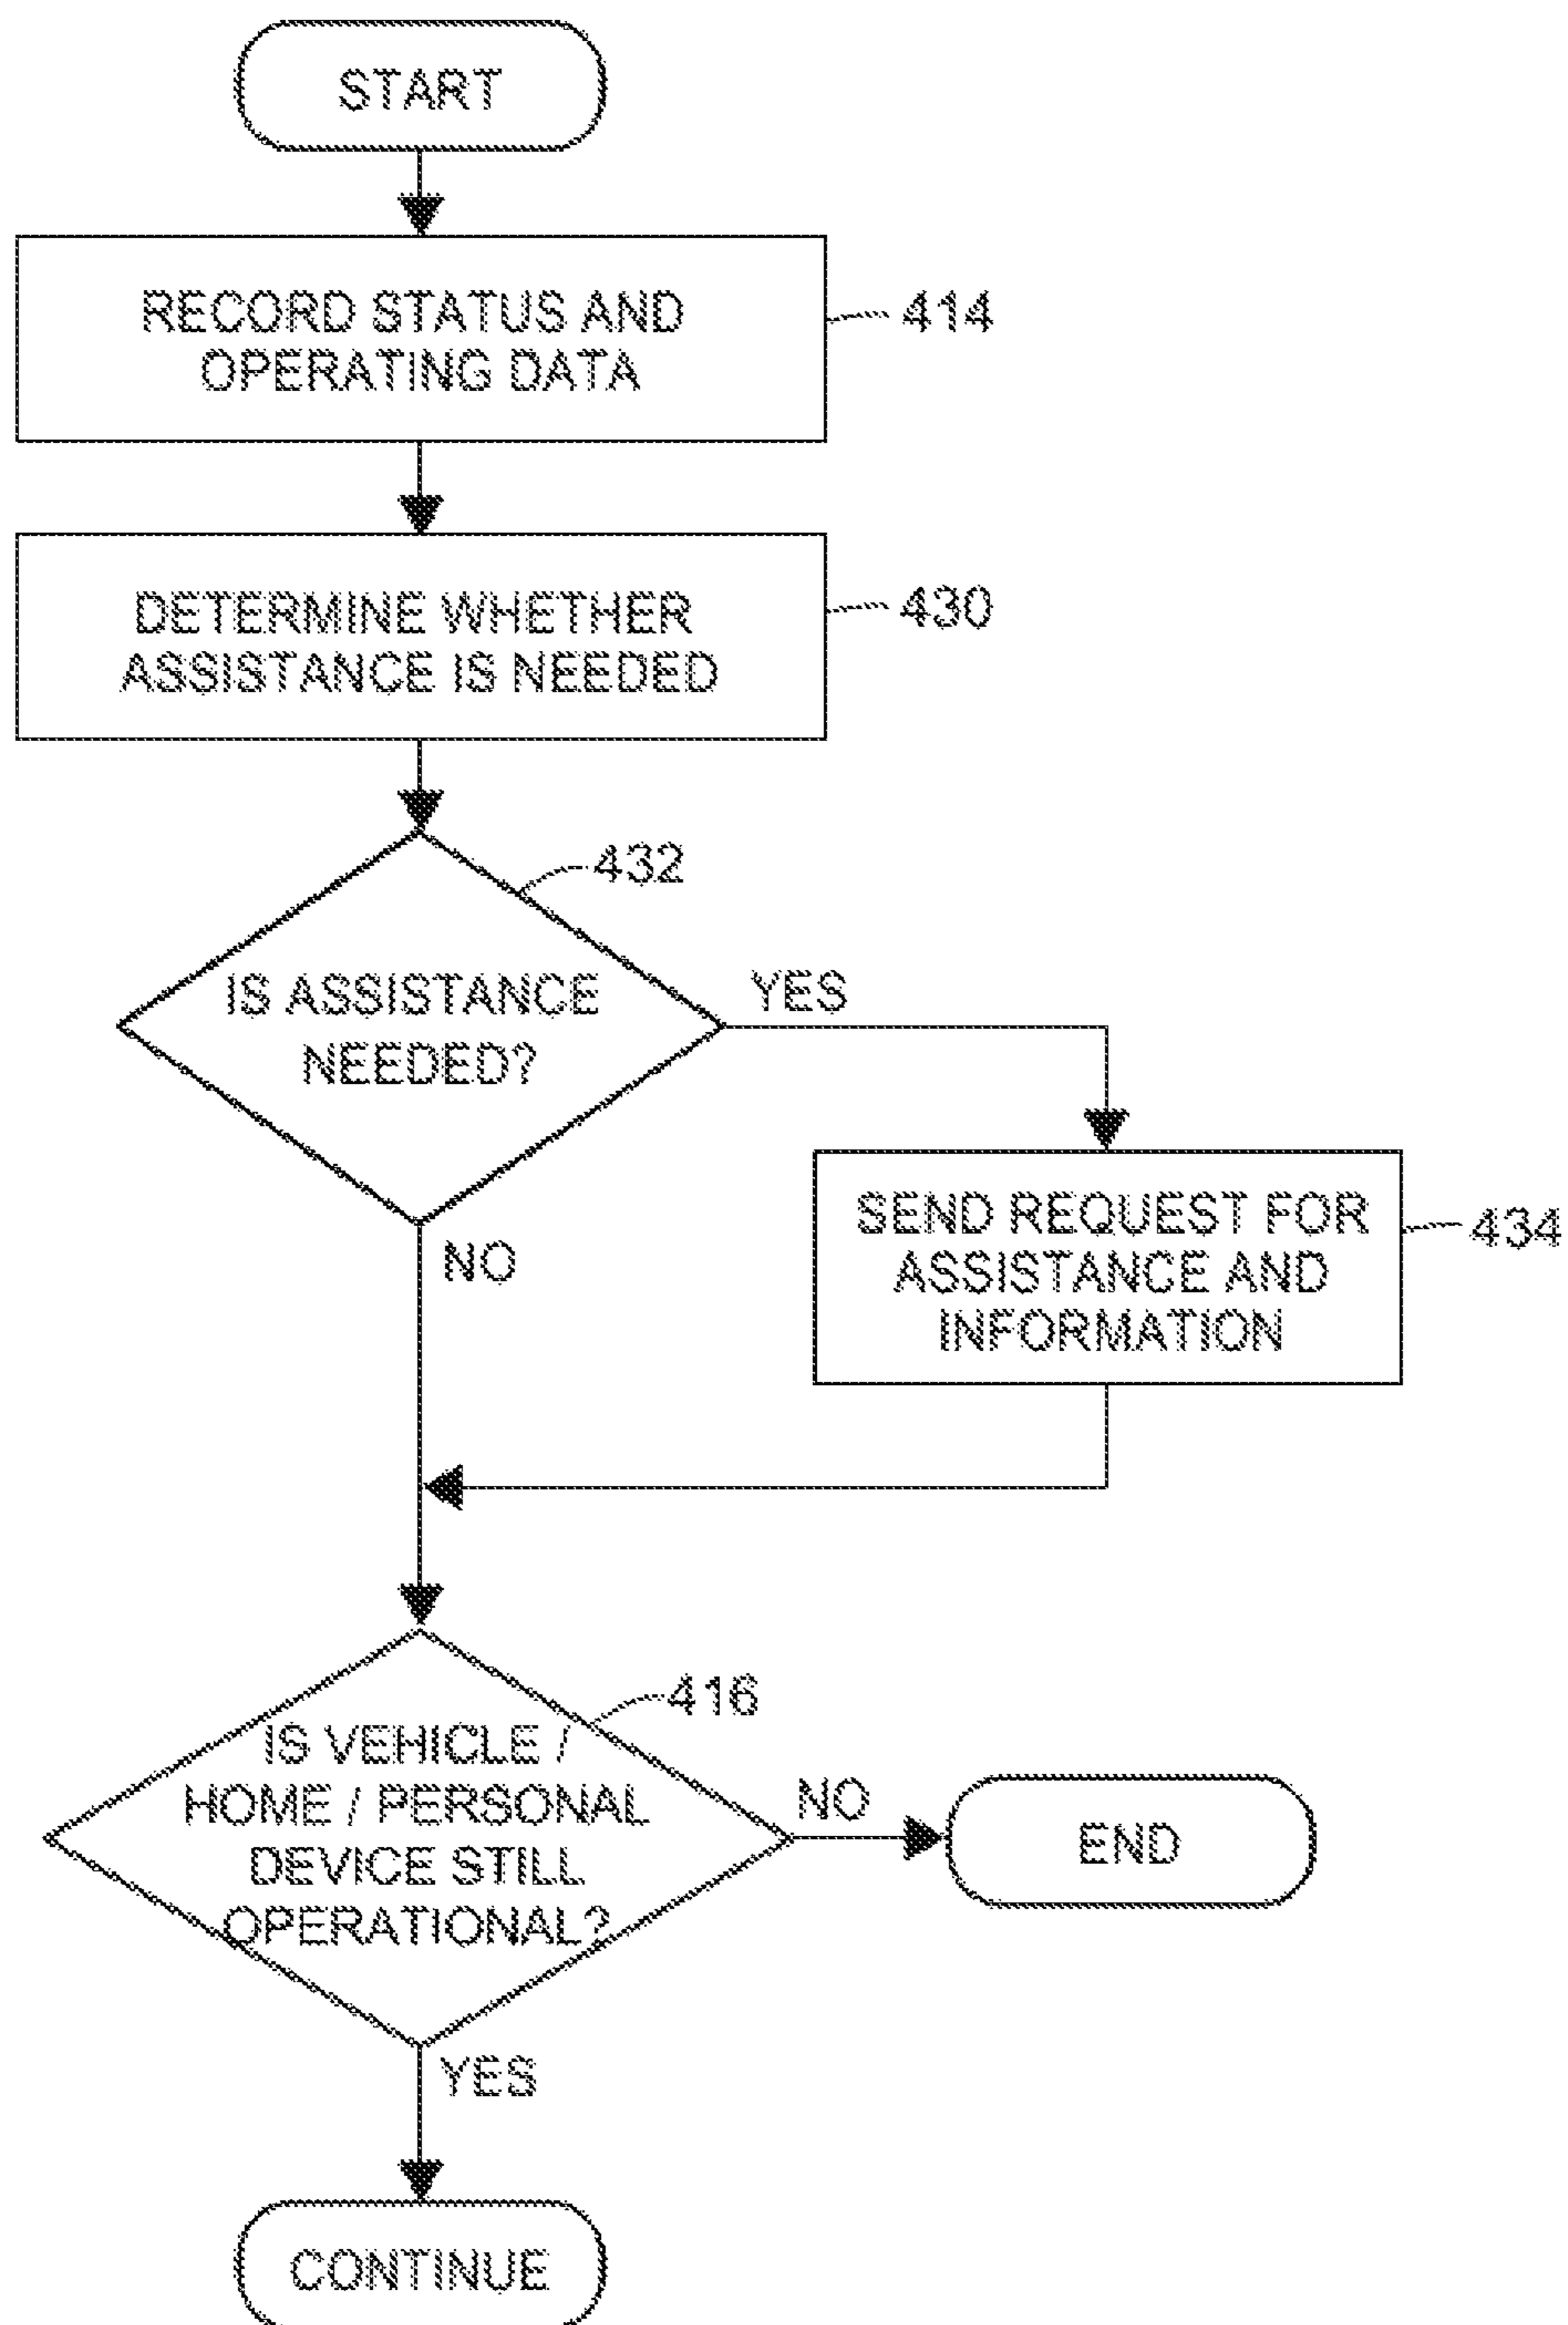 START
RECORD STATUS AND
OPERATING DATA
414
DETERMINE WHETHER
ASSISTANCE IS NEEDED
430
432
IS ASSISTANCE
NEEDED?
YES
NO
SEND REQUEST FOR
ASSISTANCE AND
INFORMATION
434
416
IS VEHICLE /
HOME / PERSONAL
DEVICE STILL
OPERATIONAL?
NO
END
YES
CONTINUE